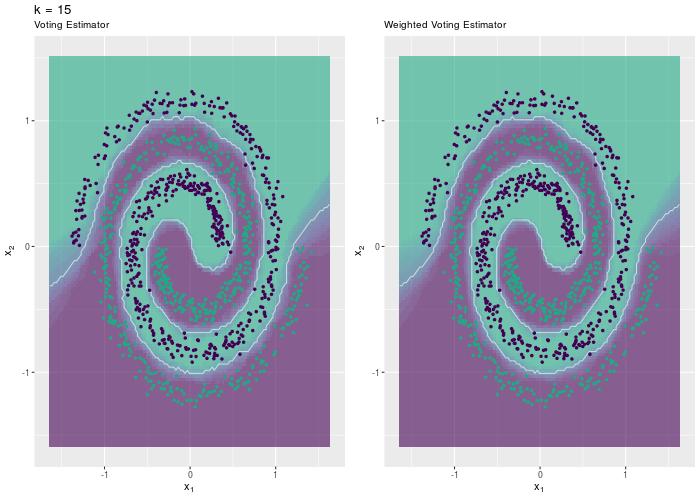 k = 15
Voting Estimator
1
0
-1
x₂
-1
0
1
x₁
Weighted Voting Estimator
1
0
-1
x₂
-1
0
1
x₁